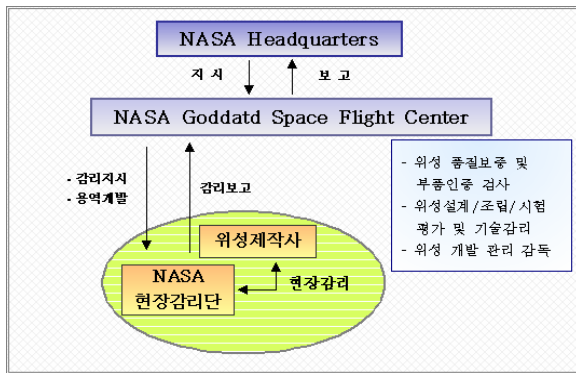 NASA Headquarters
지 시
보 고
NASA Goddatd Space Flight Center
- 감리지시
- 용역개발
감리보고
- 위성 품질보증 및
부품인증 검사
- 위성설계/조립/시험
평가 및 기술감리
- 위성 개발 관리 감독
위성제작사
NASA
현장감리단
현장감리